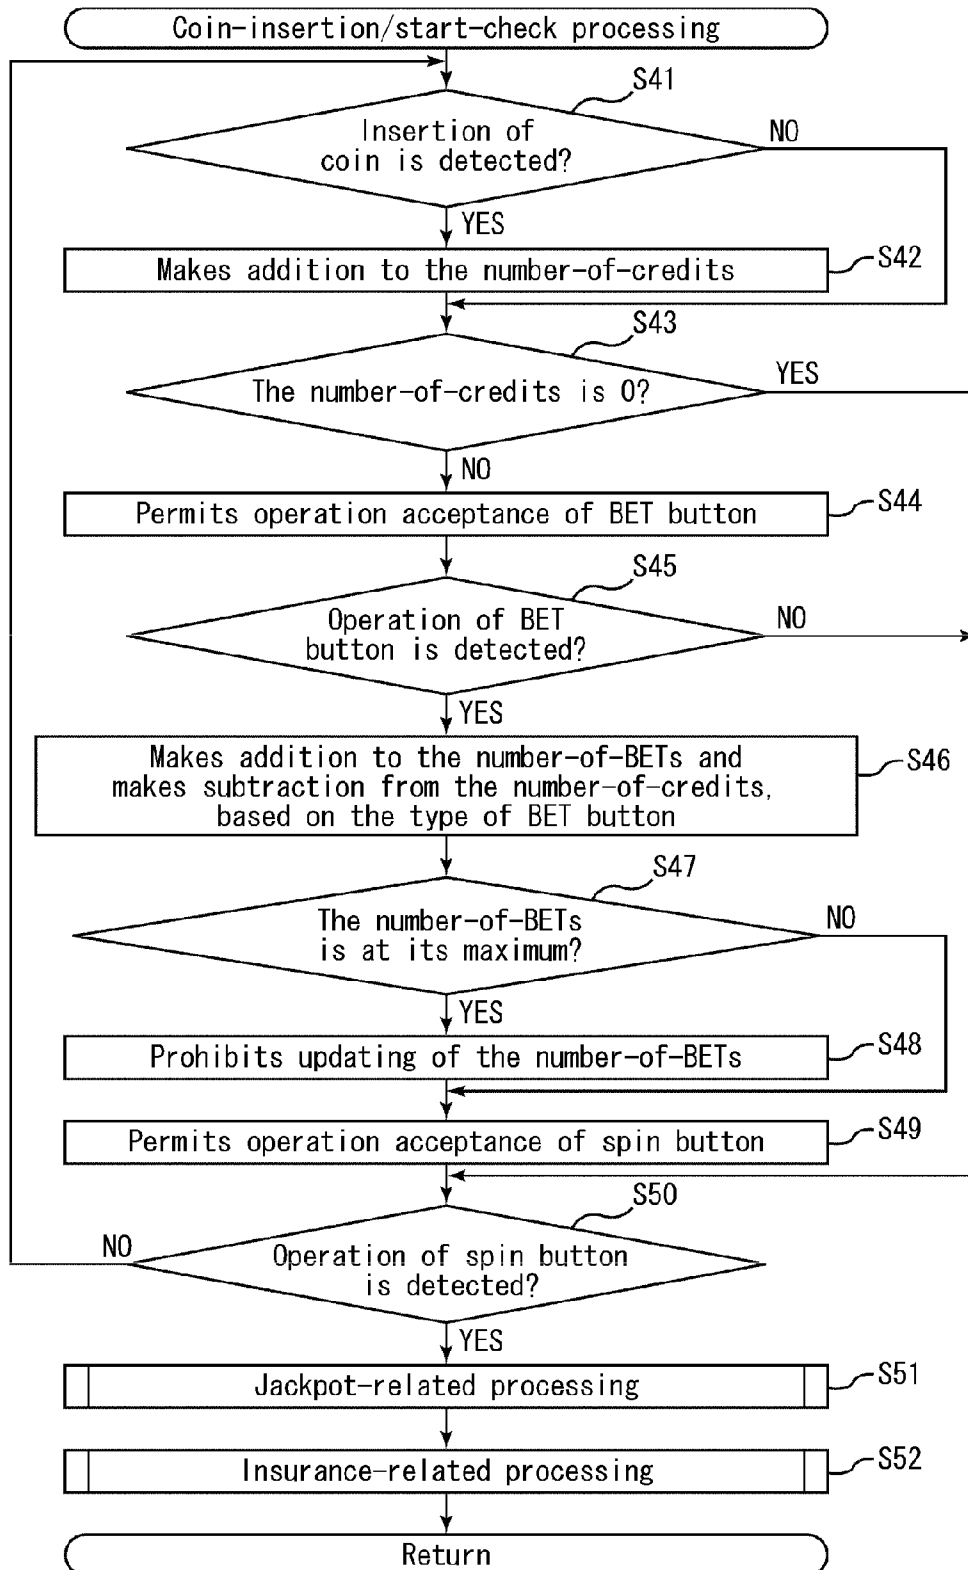 Coin-insertion/start-check processing
S41
Insertion of
coin is detected?
NO
YES
Makes addition to the number-of-credits
S42
S43
The number-of-credits is 0?
YES
NO
Permits operation acceptance of BET button
S44
S45
Operation of BET
button is detected?
NO
YES
Makes addition to the number-of-BETs and
makes subtraction from the number-of-credits,
based on the type of BET button
S46
S47
The number-of-BETs
is at its maximum?
NO
YES
Prohibits updating of the number-of-BETs
S48
Permits operation acceptance of spin button
S49
S50
NO
Operation of spin button
is detected?
YES
Jackpot-related processing
S51
Insurance-related processing
S52
Return